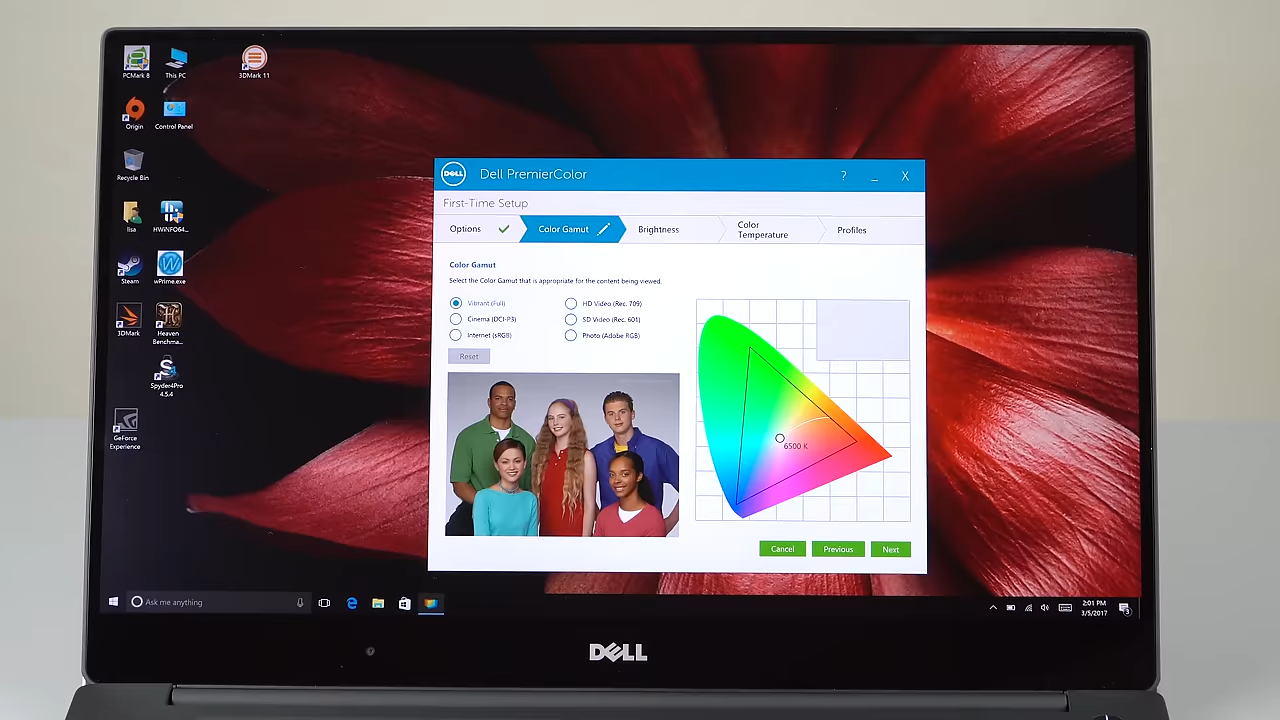 PCMark 8
This PC
3DMark 11
Origin
Control Panel
Recycle Bin
lisa
HWiNFO64...
Steam
wPrime.exe
3DMark
Heaven
Benchma...
Spyder4Pro
4.5.4
GeForce
Experience
DELL
Dell PremierColor
? _ X
First-Time Setup
Options
Color Gamut
Brightness
Color
Temperature
Profiles
Color Gamut
Select the Color Gamut that is appropriate for the content being viewed.
Vibrant (Full)
HD Video (Rec. 709)
Cinema (DCI-P3)
SD Video (Rec. 601)
Internet (sRGB)
Photo (Adobe RGB)
Reset
6500 K
Cancel
Previous
Next
Ask me anything
2:01 PM
3/5/2017
3
DELL